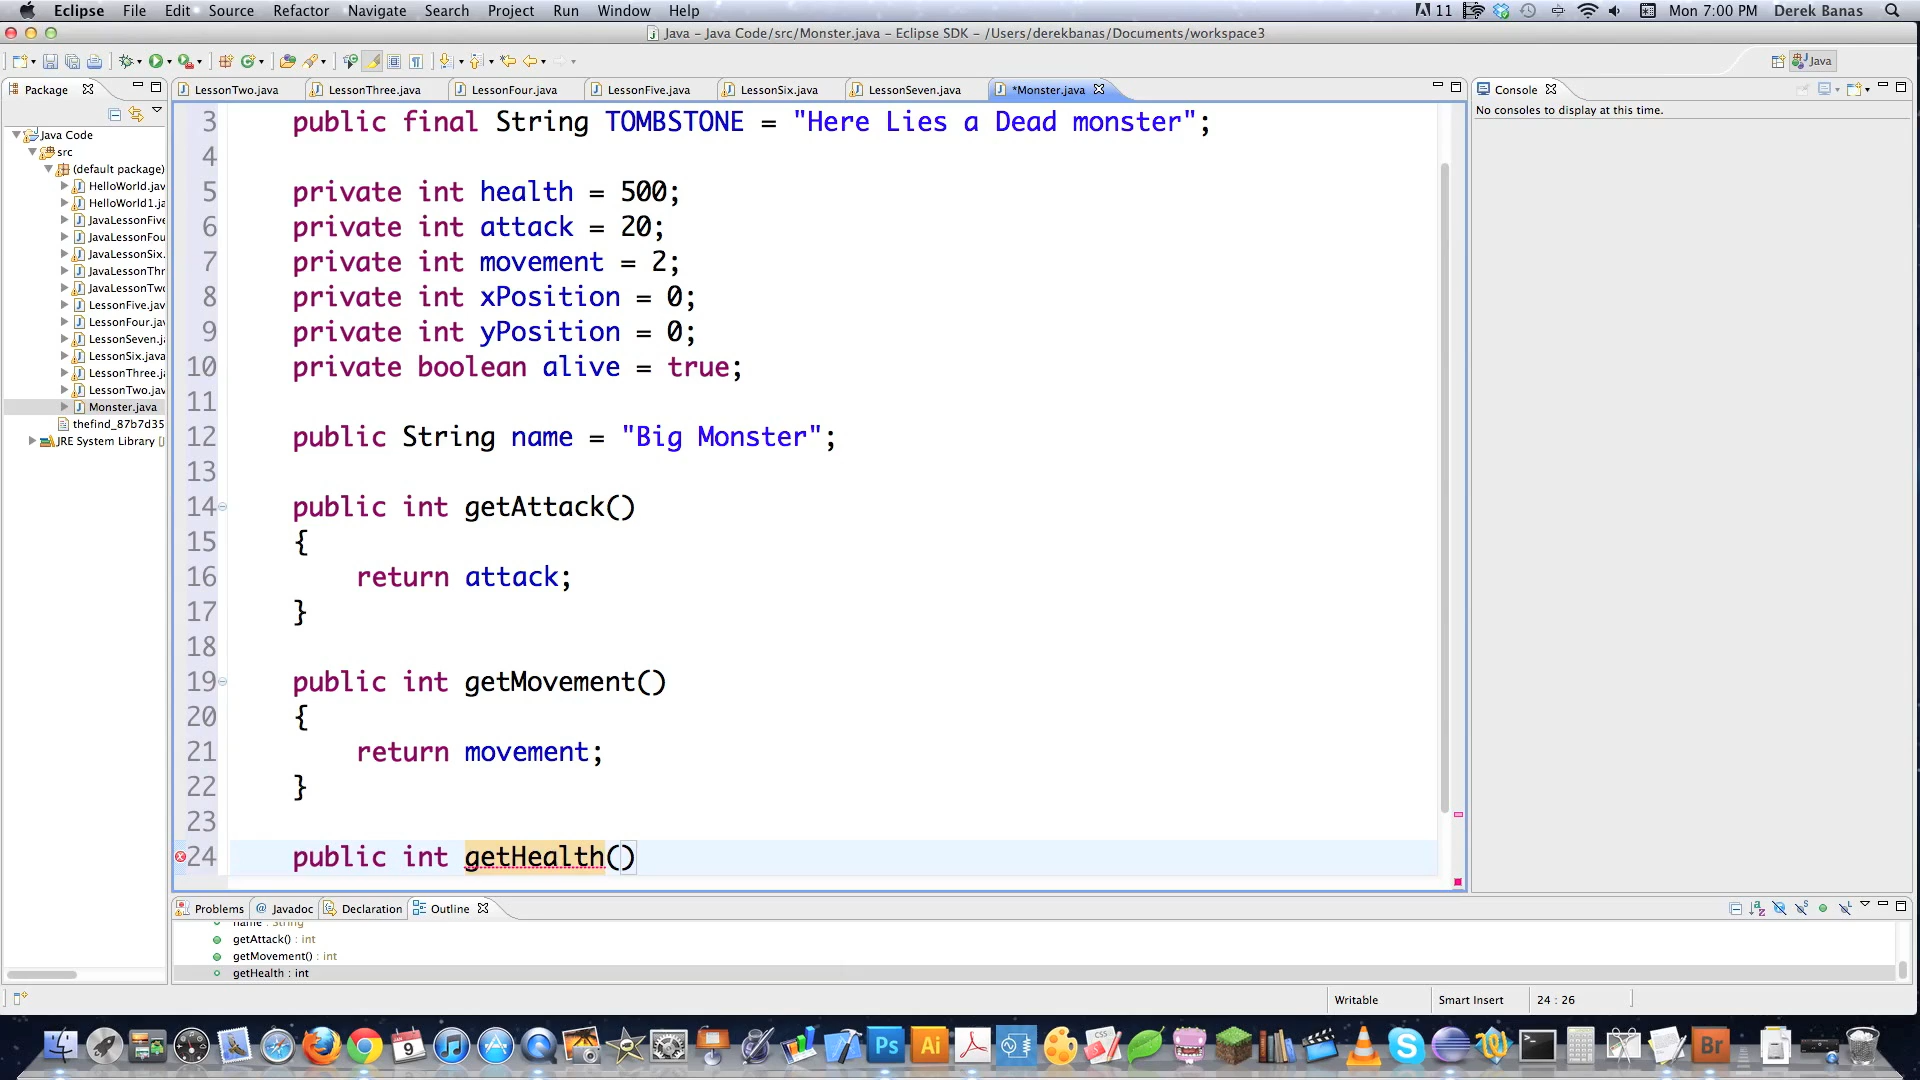 Eclipse File Edit Source Refactor Navigate Search Project Run Window Help 11 Mon 7:00 PM Derek Banas
Java – Java Code/src/Monster.java – Eclipse SDK – /Users/derekbanas/Documents/workspace3
Java
Package
LessonTwo.java LessonThree.java LessonFour.java LessonFive.java LessonSix.java LessonSeven.java *Monster.java
Console
No consoles to display at this time.
Java Code
src
(default package)
HelloWorld.jav
HelloWorld1.ja
JavaLessonFive
JavaLessonFou
JavaLessonSix.
JavaLessonThr
JavaLessonTwo
LessonFive.jav
LessonFour.jav
LessonSeven.ja
LessonSix.java
LessonThree.ja
LessonTwo.jav
Monster.java
thefind_87b7d35
JRE System Library [
3 public final String TOMBSTONE = "Here Lies a Dead monster";
4
5 private int health = 500;
6 private int attack = 20;
7 private int movement = 2;
8 private int xPosition = 0;
9 private int yPosition = 0;
10 private boolean alive = true;
11
12 public String name = "Big Monster";
13
14 public int getAttack()
15 {
16 return attack;
17 }
18
19 public int getMovement()
20 {
21 return movement;
22 }
23
24 public int getHealth()
Problems @ Javadoc Declaration Outline
name : String
getAttack() : int
getMovement() : int
getHealth : int
Writable Smart Insert 24 : 26
9 Ps Ai CSS Br